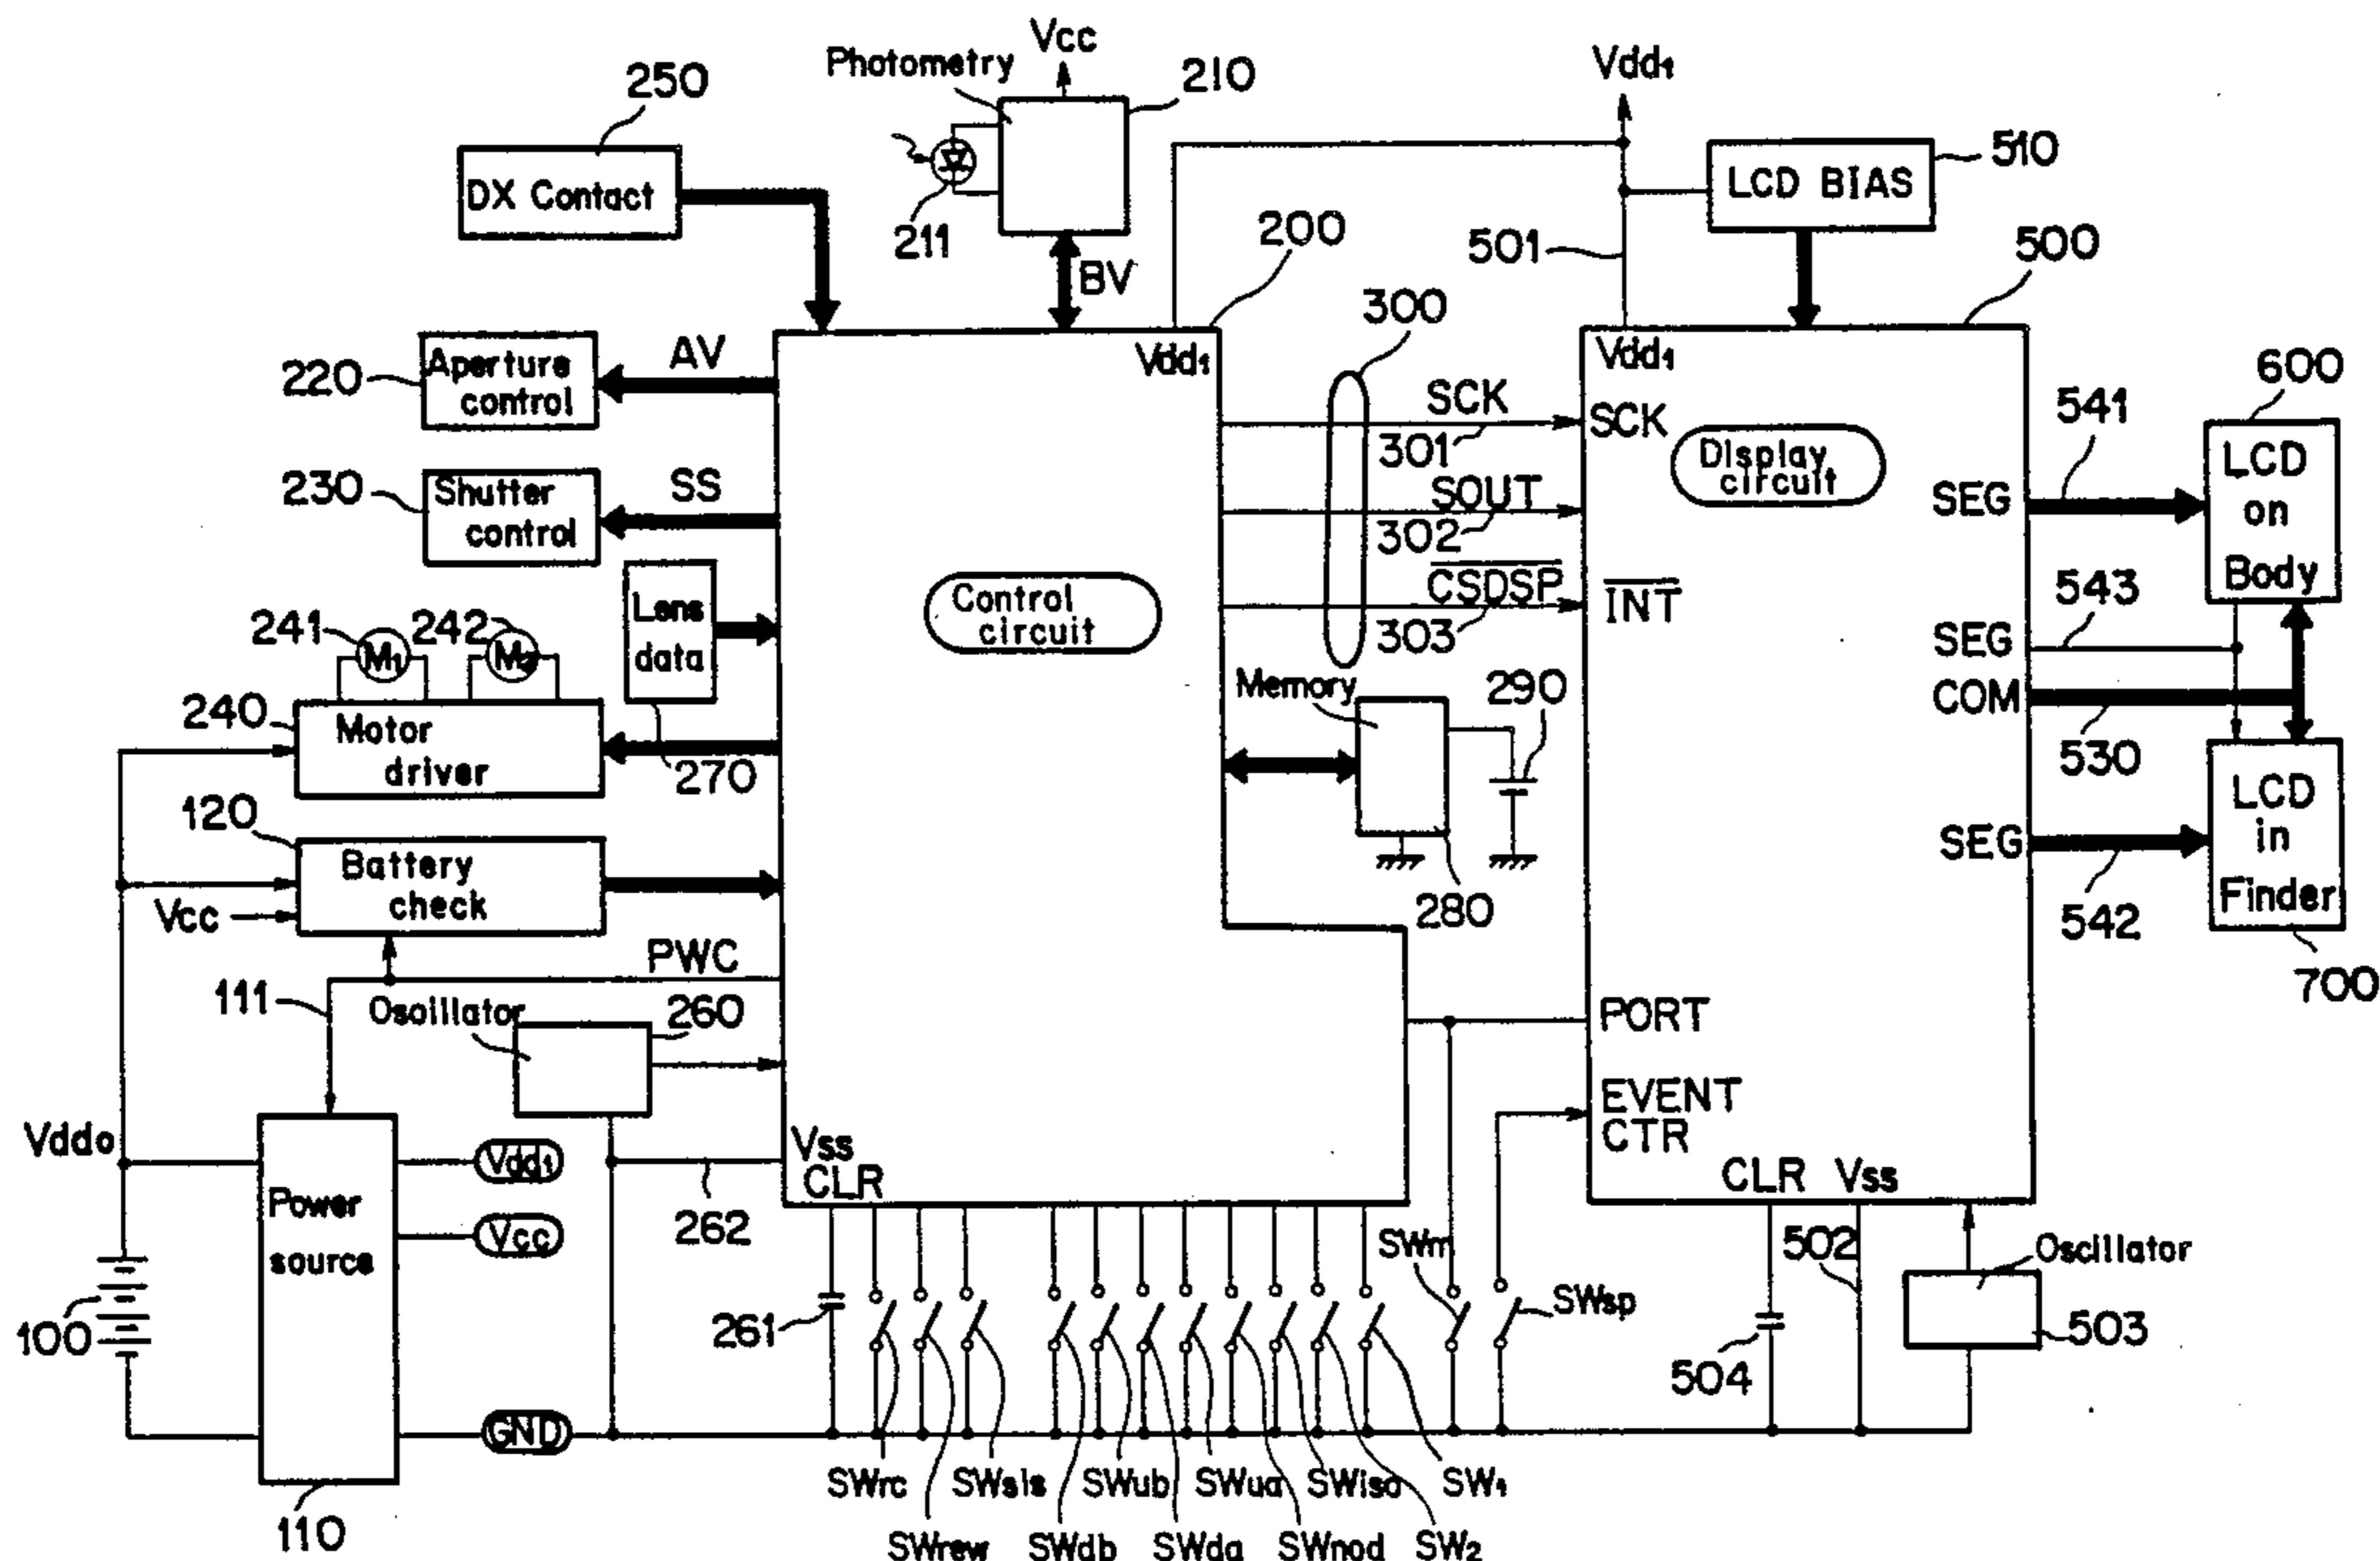 Vcc
Photometry
210
Vdd1
250
DX Contact
211
BV
200
501
LCD BIAS
510
500
300
220
Aperture
control
AV
Vdd1
SCK
301
Vdd1
SCK
Display
circuit
600
541
LCD
on
Body
230
Shutter
control
SS
SOUT
302
SEG
241
242
M1
Lens
data
Control
circuit
CSDSP
303
INT
543
SEG
240
Motor
driver
270
Memory
290
COM
530
120
Battery
check
Vcc
280
SEG
542
LCD
in
Finder
700
PWC
111
Oscillator
260
PORT
EVENT
CTR
Vddo
Power
source
Vdd1
Vcc
Vss
CLR
262
CLR
Vss
502
Oscillator
503
100
261
SWm
SWsp
504
GND
110
SWrc
SWsls
SWub
SWua
SWiso
SW1
SWrew
SWdb
SWda
SWnod
SW2